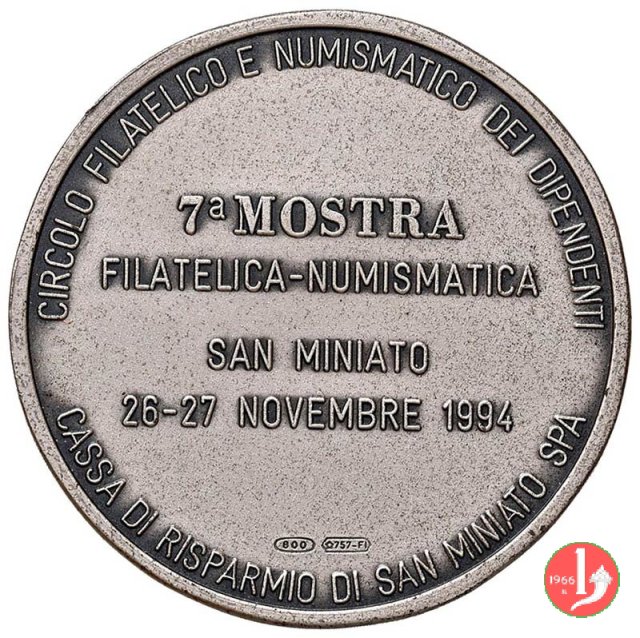 CIRCOLO FILATELICO E NUMISMATICO DEI DIPENDENTI
7ª MOSTRA
FILATELICA-NUMISMATICA
SAN MINIATO
26-27 NOVEMBRE 1994
800 ✩757-FI
CASSA DI RISPARMIO DI SAN MINIATO SPA
1966